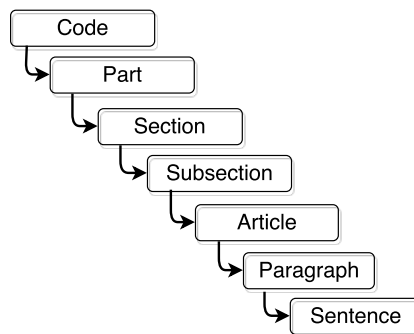 Code
Part
Section
Subsection
Article
Paragraph
Sentence